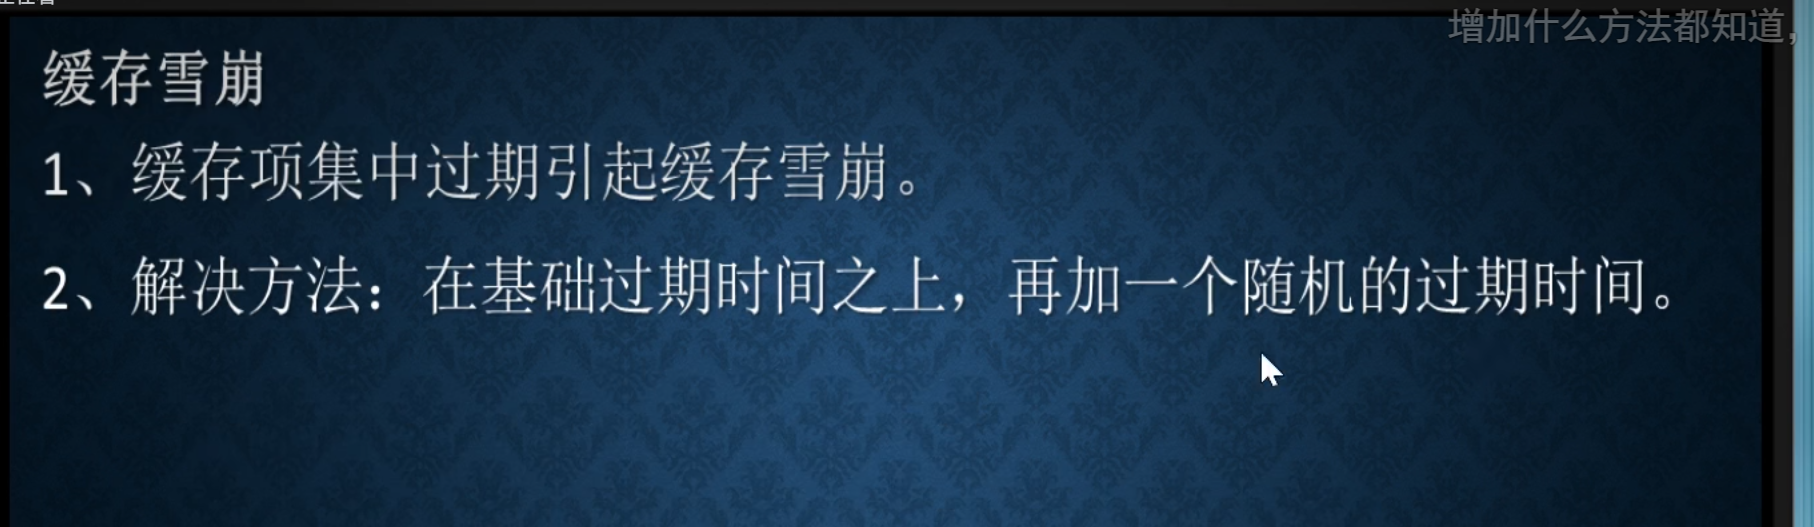 增加什么方法都知道，
缓存雪崩
1、缓存项集中过期引起缓存雪崩。
2、解决方法：在基础过期时间之上，再加一个随机的过期时间。